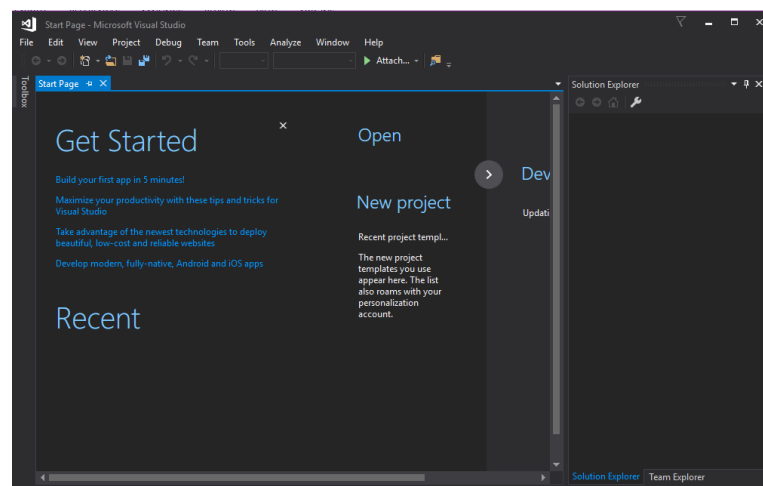 Start Page - Microsoft Visual Studio
File Edit View Project Debug Team Tools Analyze Window Help
Attach...
Toolbox
Start Page
Get Started
Build your first app in 5 minutes!
Maximize your productivity with these tips and tricks for
Visual Studio
Take advantage of the newest technologies to deploy
beautiful, low-cost and reliable websites
Develop modern, fully-native, Android and iOS apps
Recent
Open
New project
Recent project templ...
The new project
templates you use
appear here. The list
also roams with your
personalization
account.
Dev
Updati
Solution Explorer
Solution Explorer Team Explorer